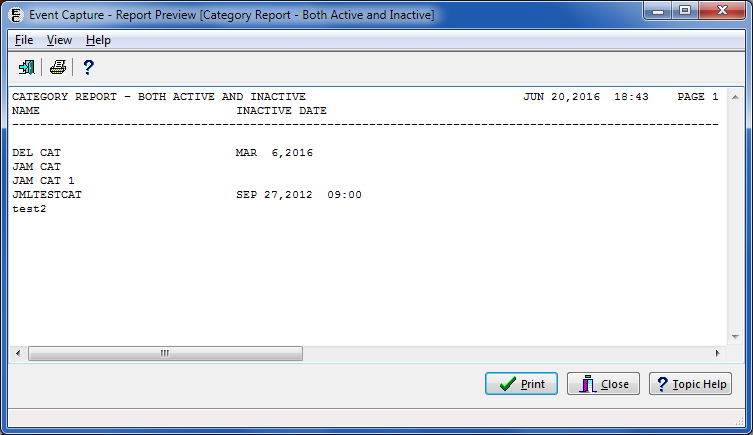 Event Capture - Report Preview [Category Report - Both Active and Inactive]
File View Help
CATEGORY REPORT - BOTH ACTIVE AND INACTIVE JUN 20,2016 18:43 PAGE 1
NAME INACTIVE DATE
-----------------------------------------------------------------------------------------------------
DEL CAT MAR 6,2016
JAM CAT
JAM CAT 1
JMLTESTCAT SEP 27,2012 09:00
test2
Print Close Topic Help